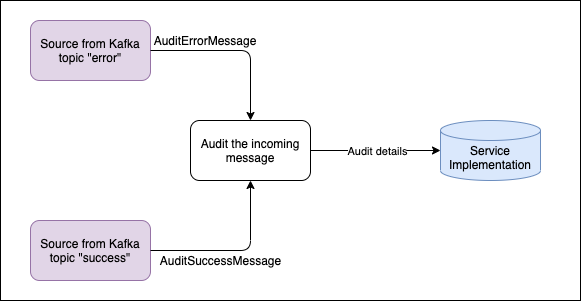 Source from Kafka
topic "error"
AuditErrorMessage
Audit the incoming
message
Audit details
Service
Implementation
Source from Kafka
topic "success"
AuditSuccessMessage